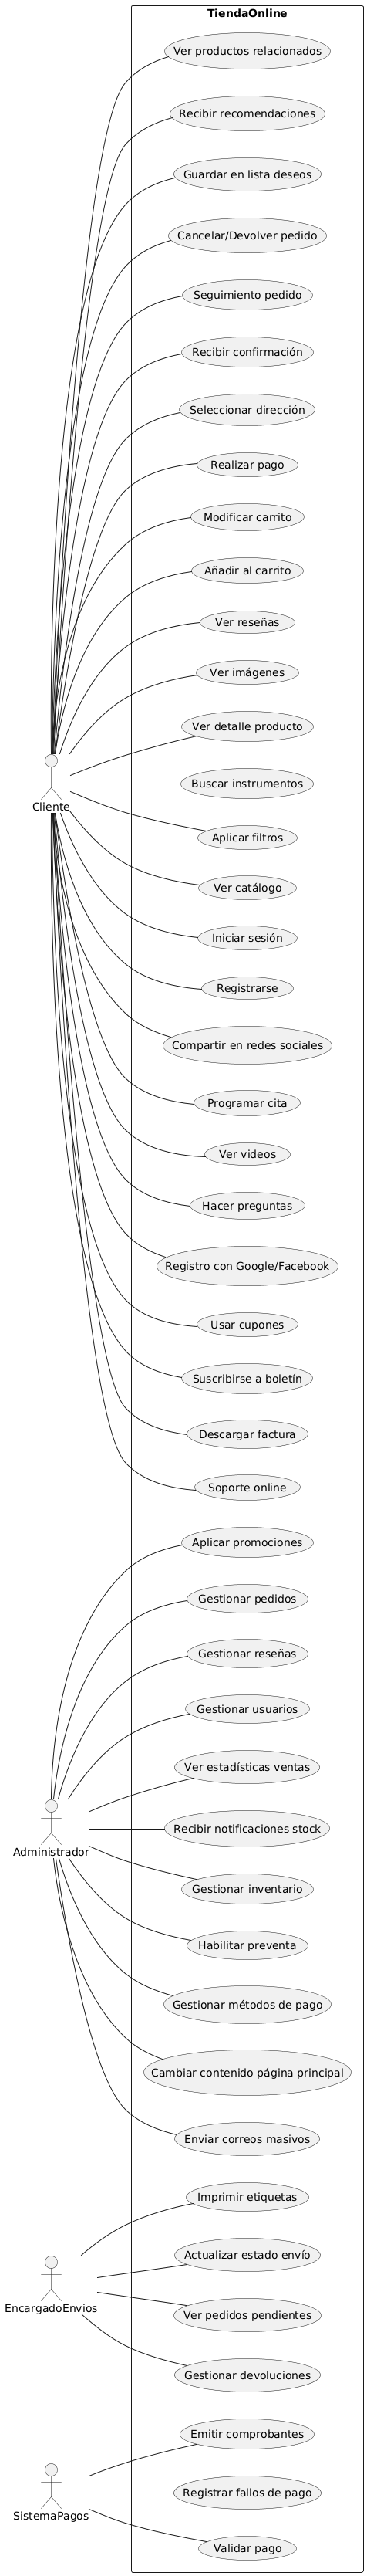 TiendaOnline
Ver productos relacionados
Recibir recomendaciones
Guardar en lista deseos
Cancelar/Devolver pedido
Seguimiento pedido
Recibir confirmación
Seleccionar dirección
Realizar pago
Modificar carrito
Añadir al carrito
Ver reseñas
Ver imágenes
Ver detalle producto
Buscar instrumentos
Cliente
Aplicar filtros
Ver catálogo
Iniciar sesión
Registrarse
Compartir en redes sociales
Programar cita
Ver videos
Hacer preguntas
Registro con Google/Facebook
Usar cupones
Suscribirse a boletín
Descargar factura
Soporte online
Aplicar promociones
Gestionar pedidos
Gestionar reseñas
Gestionar usuarios
Ver estadísticas ventas
Recibir notificaciones stock
Administrador
Gestionar inventario
Habilitar preventa
Gestionar métodos de pago
Cambiar contenido página principal
Enviar correos masivos
Imprimir etiquetas
Actualizar estado envío
EncargadoEnvios
Ver pedidos pendientes
Gestionar devoluciones
Emitir comprobantes
Registrar fallos de pago
SistemaPagos
Validar pago